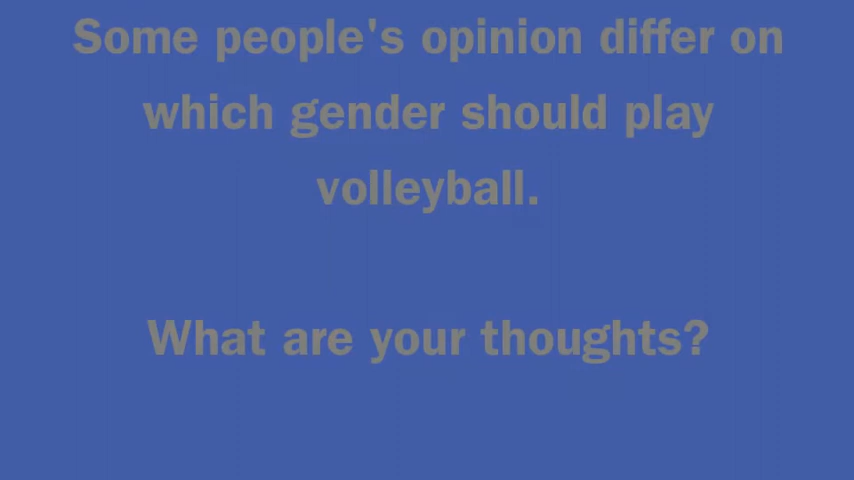 Some people's opinion differ on
which gender should play
volleyball.
What are your thoughts?